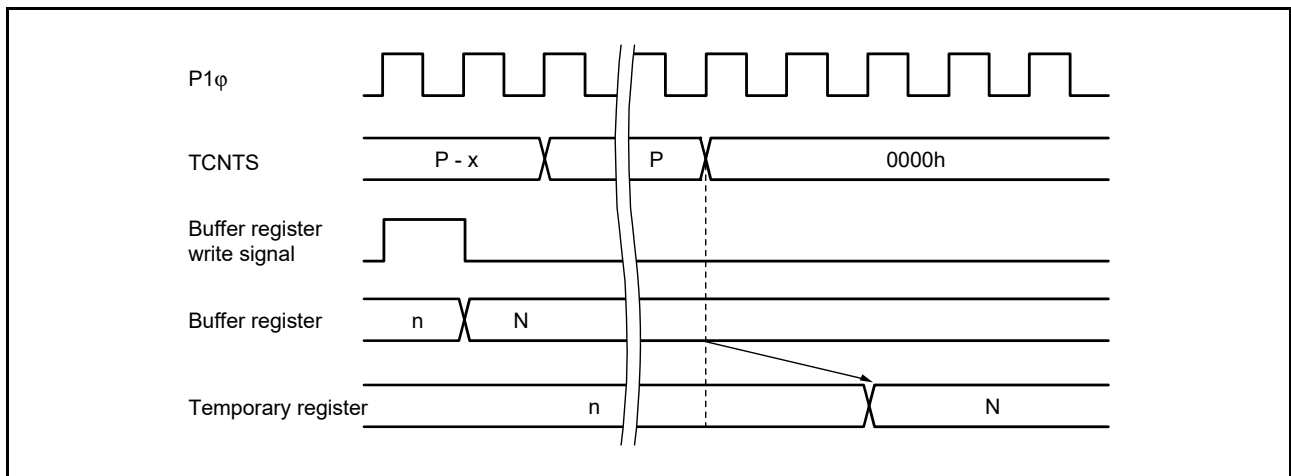 P1φ
TCNTS
P - x
P
0000h
Buffer register
write signal
Buffer register
n
N
Temporary register
n
N